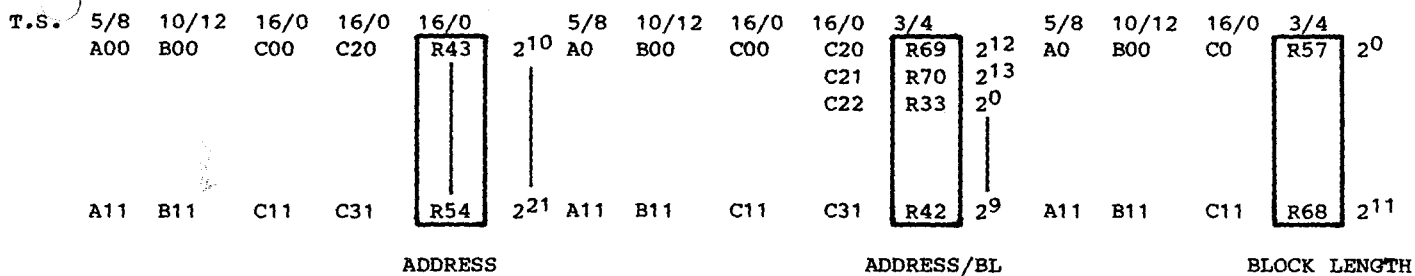 T.S. 5/8 10/12 16/0 16/0 16/0 5/8 10/12 16/0 16/0 3/4 5/8 10/12 16/0 3/4
A00 B00 C00 C20 R43 2^10 A0 B00 C00 C20 R69 2^12 A0 B00 C0 R57 2^0
C21 R70 2^13
C22 R33 2^0
A11 B11 C11 C31 R54 2^21 A11 B11 C11 C31 R42 2^9 A11 B11 C11 R68 2^11
ADDRESS ADDRESS/BL BLOCK LENGTH